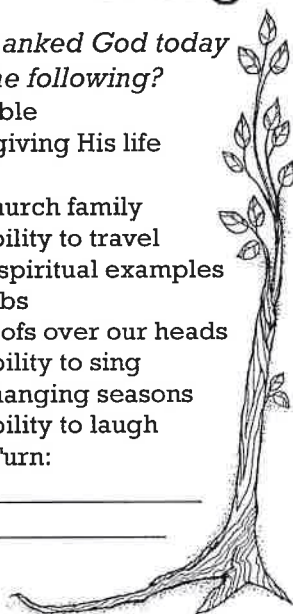 anked God today
e following?
ble
giving His life
urch family
bility to travel
spiritual examples
bs
ofs over our heads
bility to sing
anging seasons
bility to laugh
Turn: